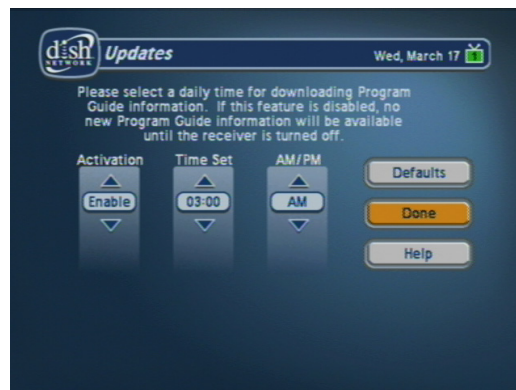 dish
NETWORK
Updates
Wed, March 17
1
Please select a daily time for downloading Program
Guide information. If this feature is disabled, no
new Program Guide information will be available
until the receiver is turned off.
Activation Time Set AM/PM
Enable 03:00 AM
Defaults
Done
Help